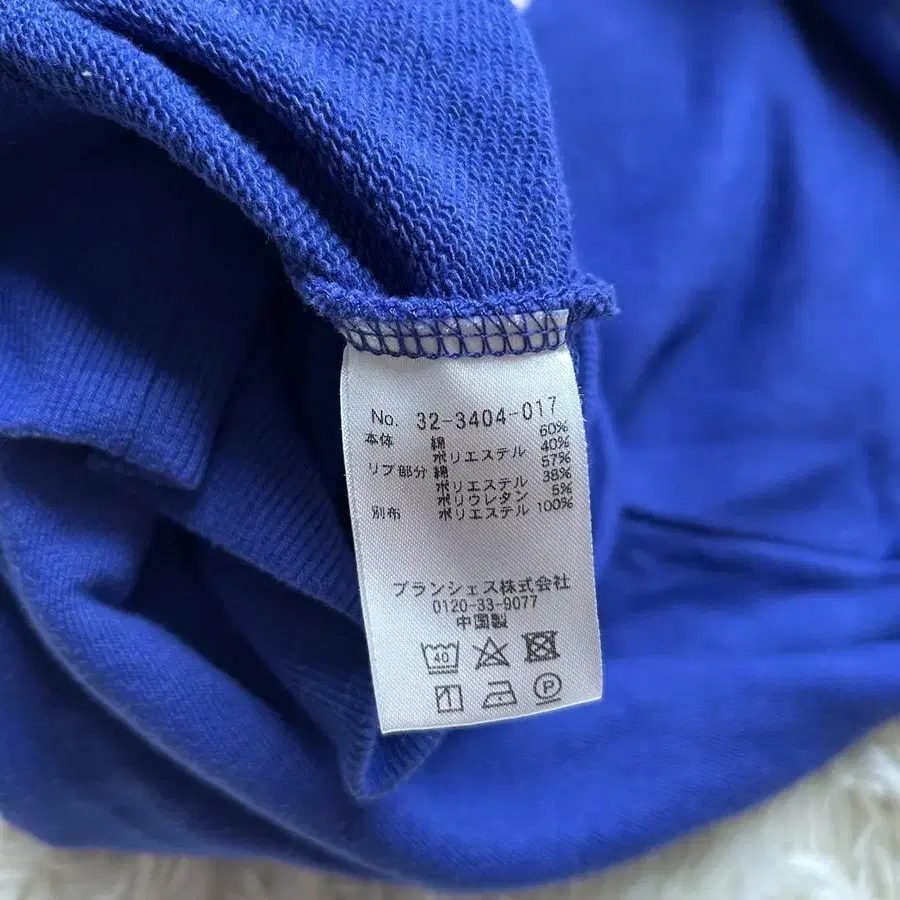 No. 32-3404-017
本体 綿 60%
ポリエステル 40%
リブ部分 綿 57%
ポリエステル 38%
ポリウレタン 5%
別布 ポリエステル 100%
ブランシェス株式会社
0120-33-9077
中国製
40
P